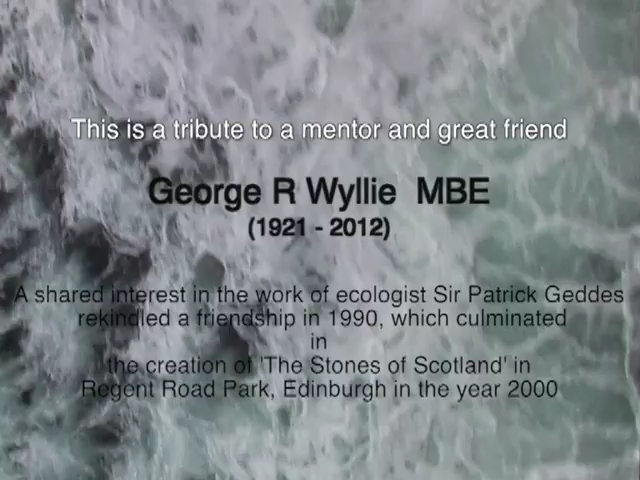 This is a tribute to a mentor and great friend
George R Wyllie MBE
(1921 - 2012)
A shared interest in the work of ecologist Sir Patrick Geddes
rekindled a friendship in 1990, which culminated
in
the creation of 'The Stones of Scotland' in
Regent Road Park, Edinburgh in the year 2000